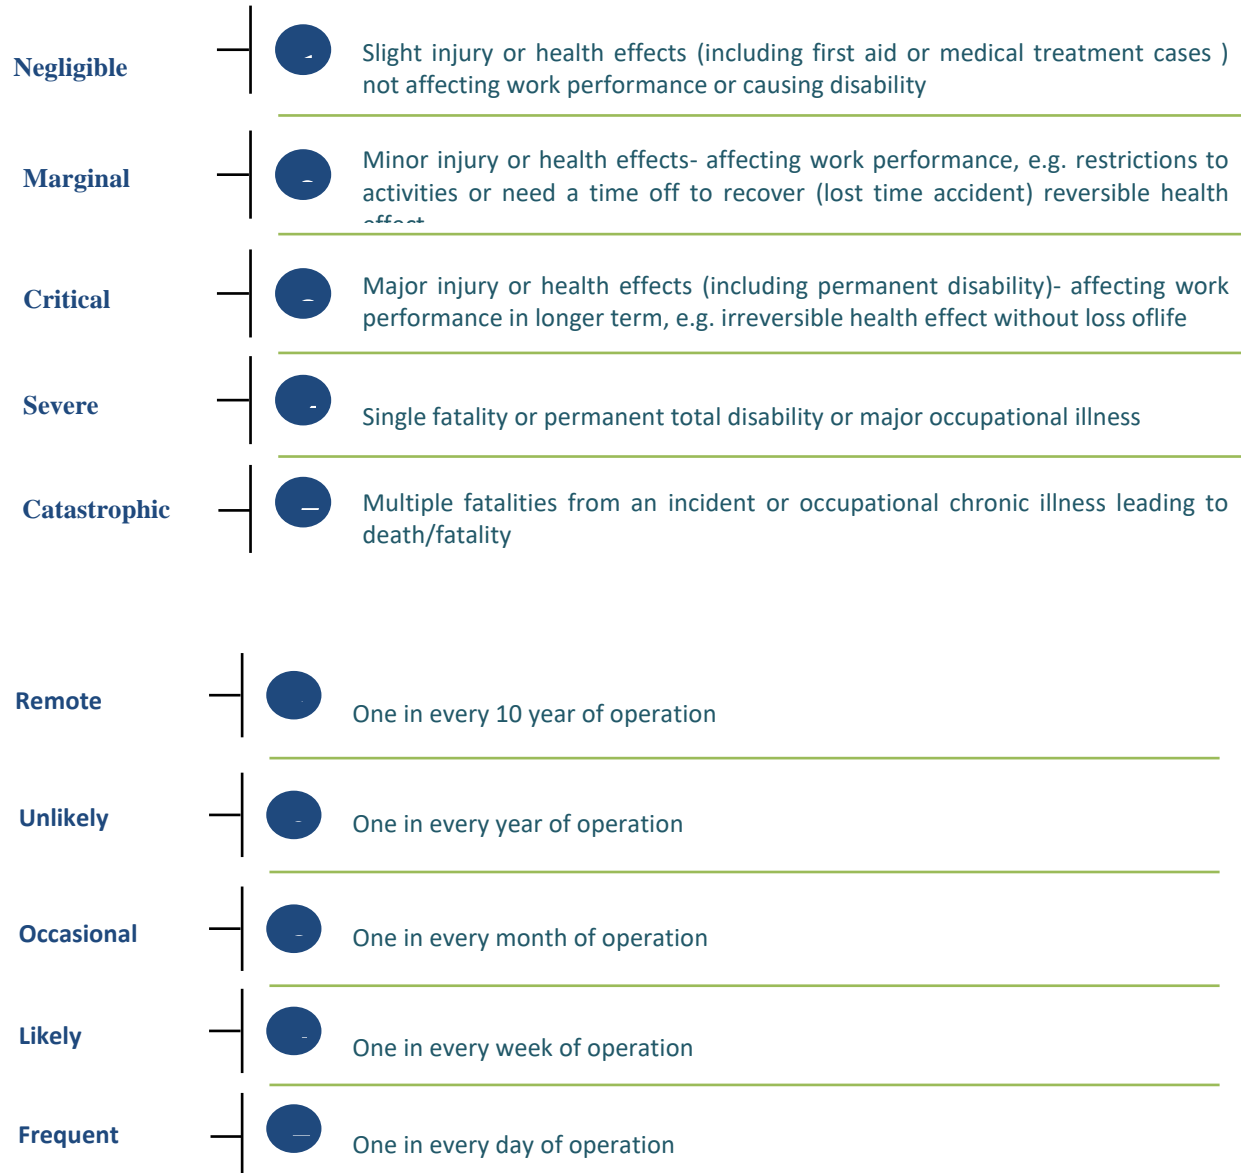 Negligible
Slight injury or health effects (including first aid or medical treatment cases )
not affecting work performance or causing disability
Marginal
Minor injury or health effects- affecting work performance, e.g. restrictions to
activities or need a time off to recover (lost time accident) reversible health
Critical
Major injury or health effects (including permanent disability)- affecting work
performance in longer term, e.g. irreversible health effect without loss oflife
Severe
Single fatality or permanent total disability or major occupational illness
Catastrophic
Multiple fatalities from an incident or occupational chronic illness leading to
death/fatality
Remote
One in every 10 year of operation
Unlikely
One in every year of operation
Occasional
One in every month of operation
Likely
One in every week of operation
Frequent
One in every day of operation